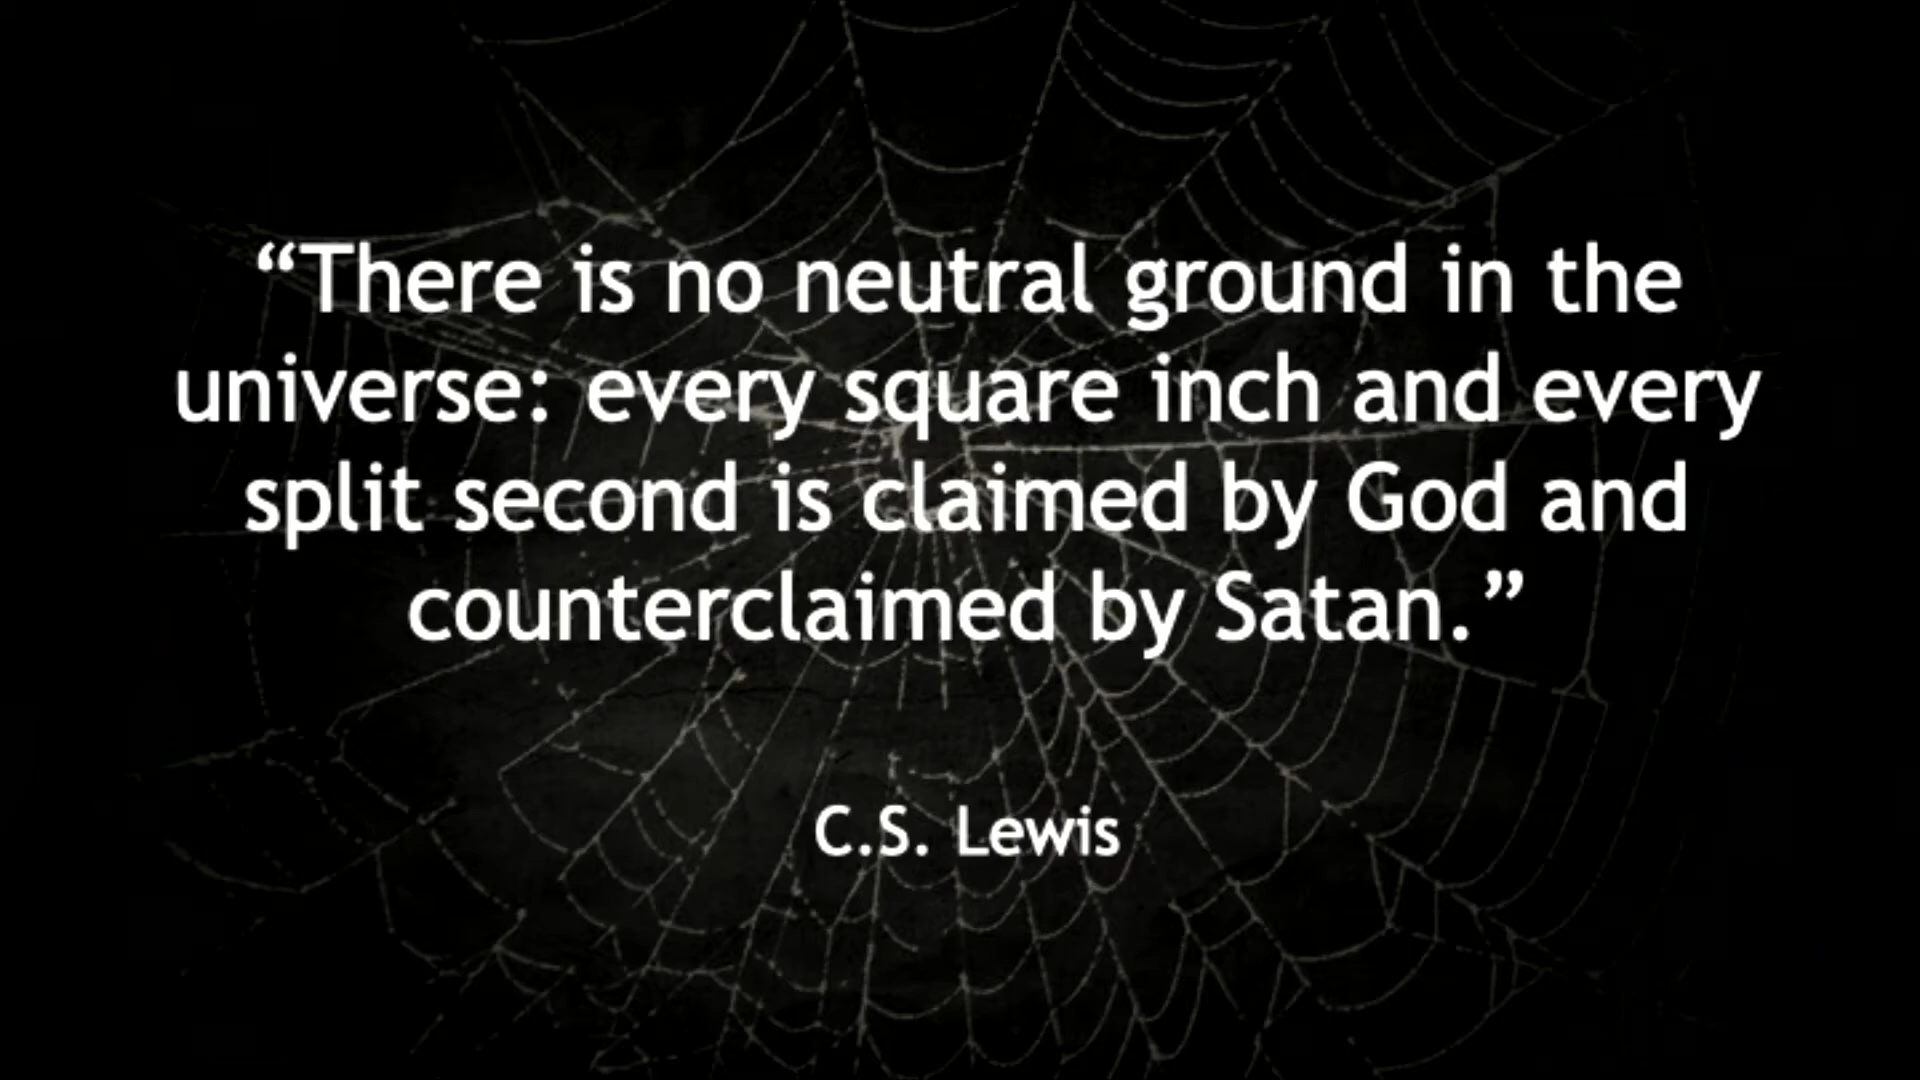 “There is no neutral ground in the
universe: every square inch and every
split second is claimed by God and
counterclaimed by Satan.”
C.S. Lewis